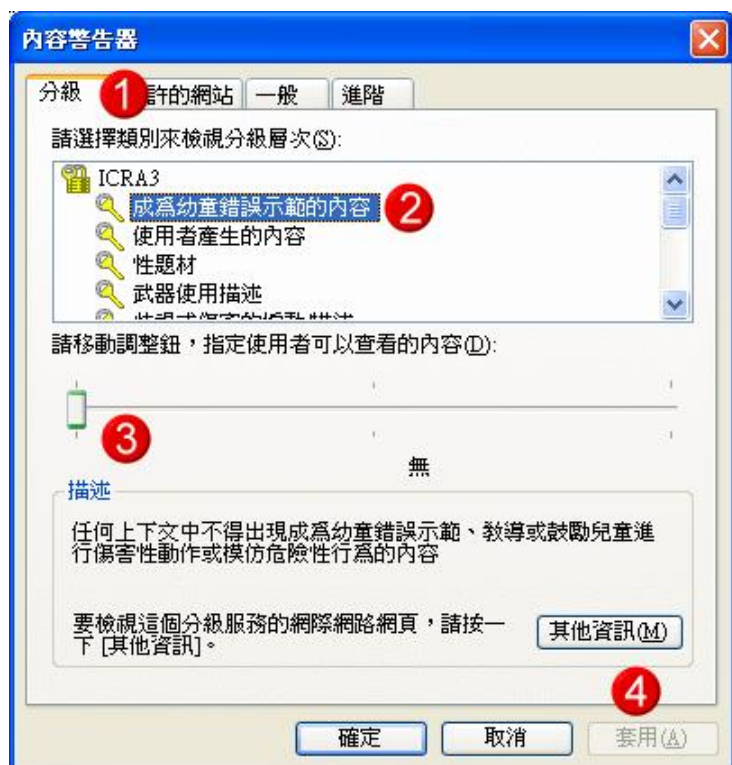 內容警告器
分級 1 許的網站 一般 進階
請選擇類別來檢視分級層次(S):
ICRA3
成爲幼童錯誤示範的內容 2
使用者產生的內容
性題材
武器使用描述
請移動調整鈕,指定使用者可以查看的內容(D):
3
無
描述
任何上下文中不得出現成爲幼童錯誤示範、教導或鼓勵兒童進
行傷害性動作或模仿危險性行爲的內容
要檢視這個分級服務的網際網路網頁,請按一
下 [其他資訊]。
其他資訊(M)
4
確定 取消 套用(A)